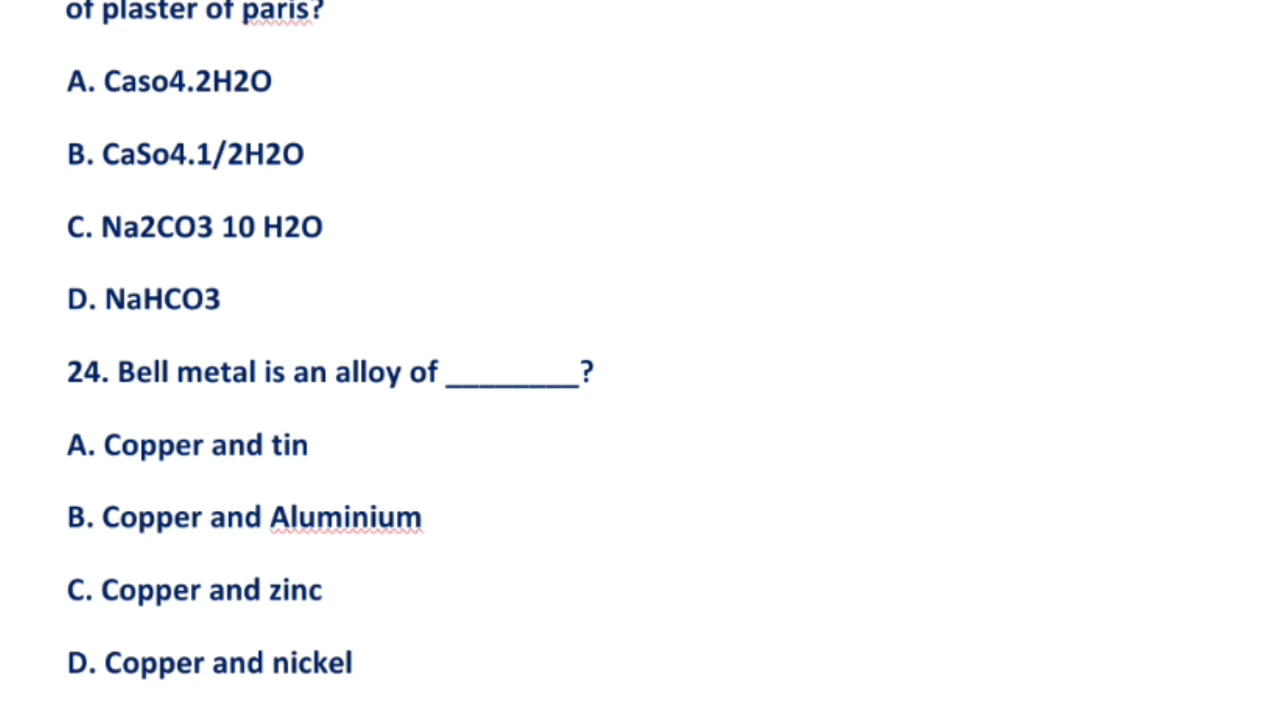 of plaster of paris?
A. Caso4.2H2O
B. CaSo4.1/2H2O
C. Na2CO3 10 H2O
D. NaHCO3
24. Bell metal is an alloy of ________?
A. Copper and tin
B. Copper and Aluminium
C. Copper and zinc
D. Copper and nickel